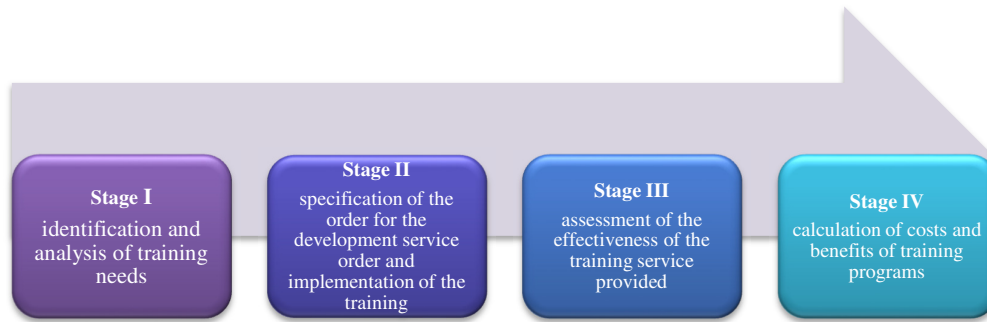 Stage I
identification and
analysis of training
needs
Stage II
specification of the
order for the
development service
order and
implementation of the
training
Stage III
assessment of the
effectiveness of the
training service
provided
Stage IV
calculation of costs and
benefits of training
programs